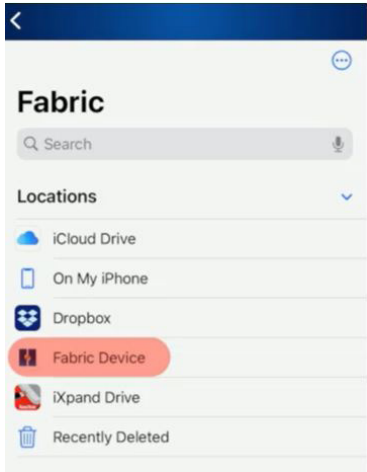 Fabric
Search
Locations
iCloud Drive
On My iPhone
Dropbox
Fabric Device
iXpand Drive
Recently Deleted